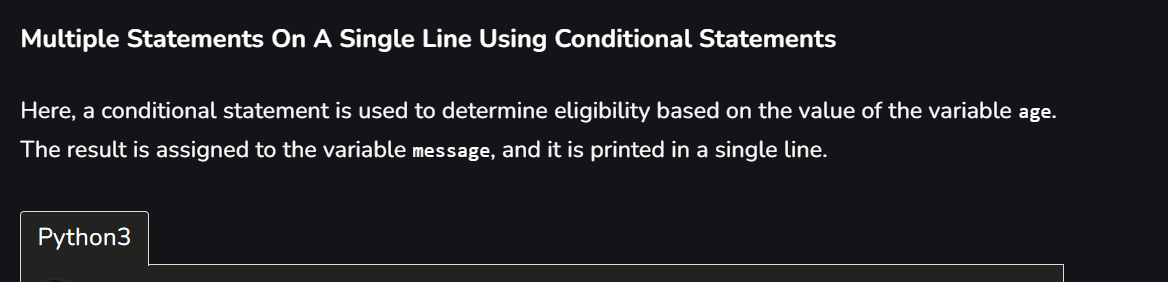 Multiple Statements On A Single Line Using Conditional Statements
Here, a conditional statement is used to determine eligibility based on the value of the variable age.
The result is assigned to the variable message, and it is printed in a single line.
Python3